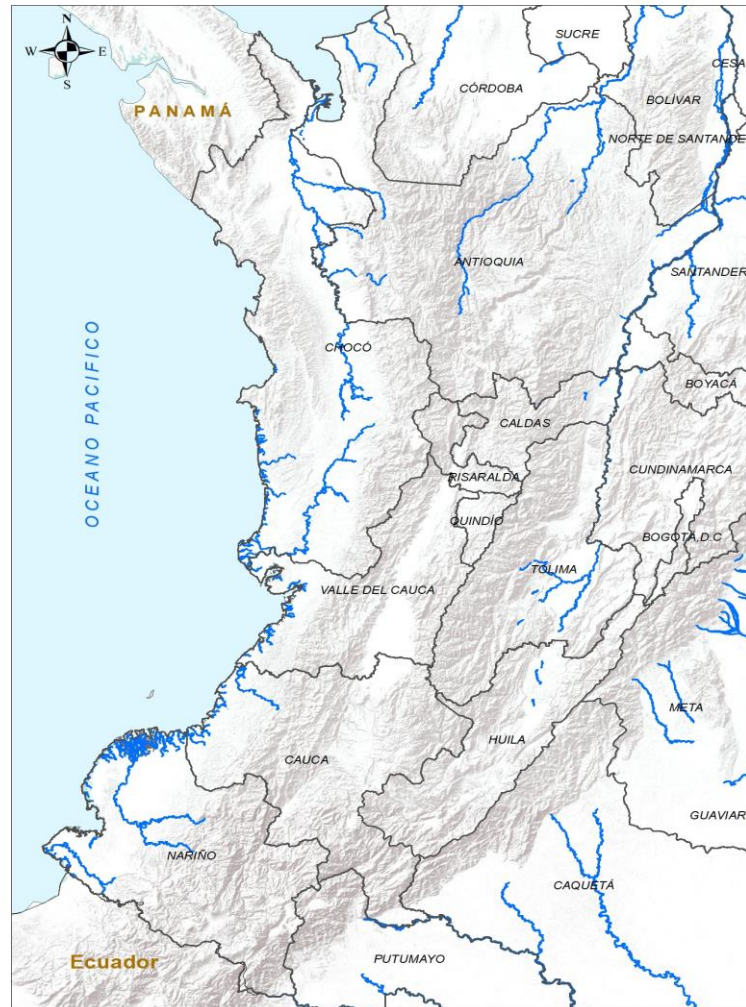 N
W E
S
SUCRE
CESA
CÓRDOBA
BOLÍVAR
PANAMÁ
NORTE DE SANTANDE
ANTIOQUIA
SANTANDER
OCEANO PACIFICO
CHOCÓ
BOYACÁ
CALDAS
CUNDINAMARCA
RISARALDA
QUINDÍO
BOGOTÁ, D.C
TOLIMA
VALLE DEL CAUCA
META
HUILA
CAUCA
GUAVIAR
NARIÑO
CAQUETÁ
Ecuador
PUTUMAYO